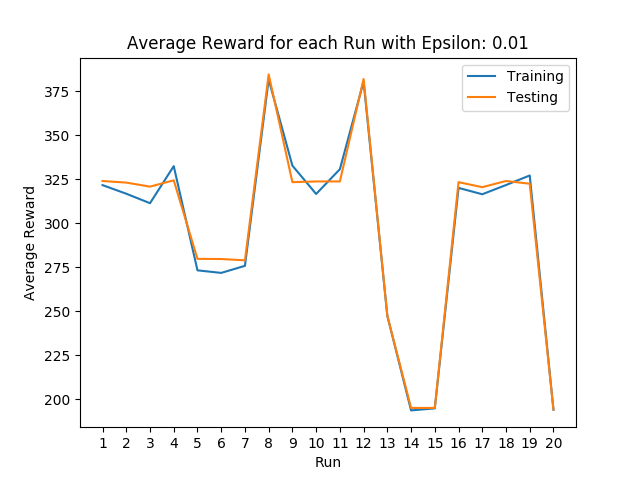 Average Reward for each Run with Epsilon: 0.01
Training
Testing
375
350
325
300
275
250
225
200
Average Reward
1 2 3 4 5 6 7 8 9 10 11 12 13 14 15 16 17 18 19 20
Run